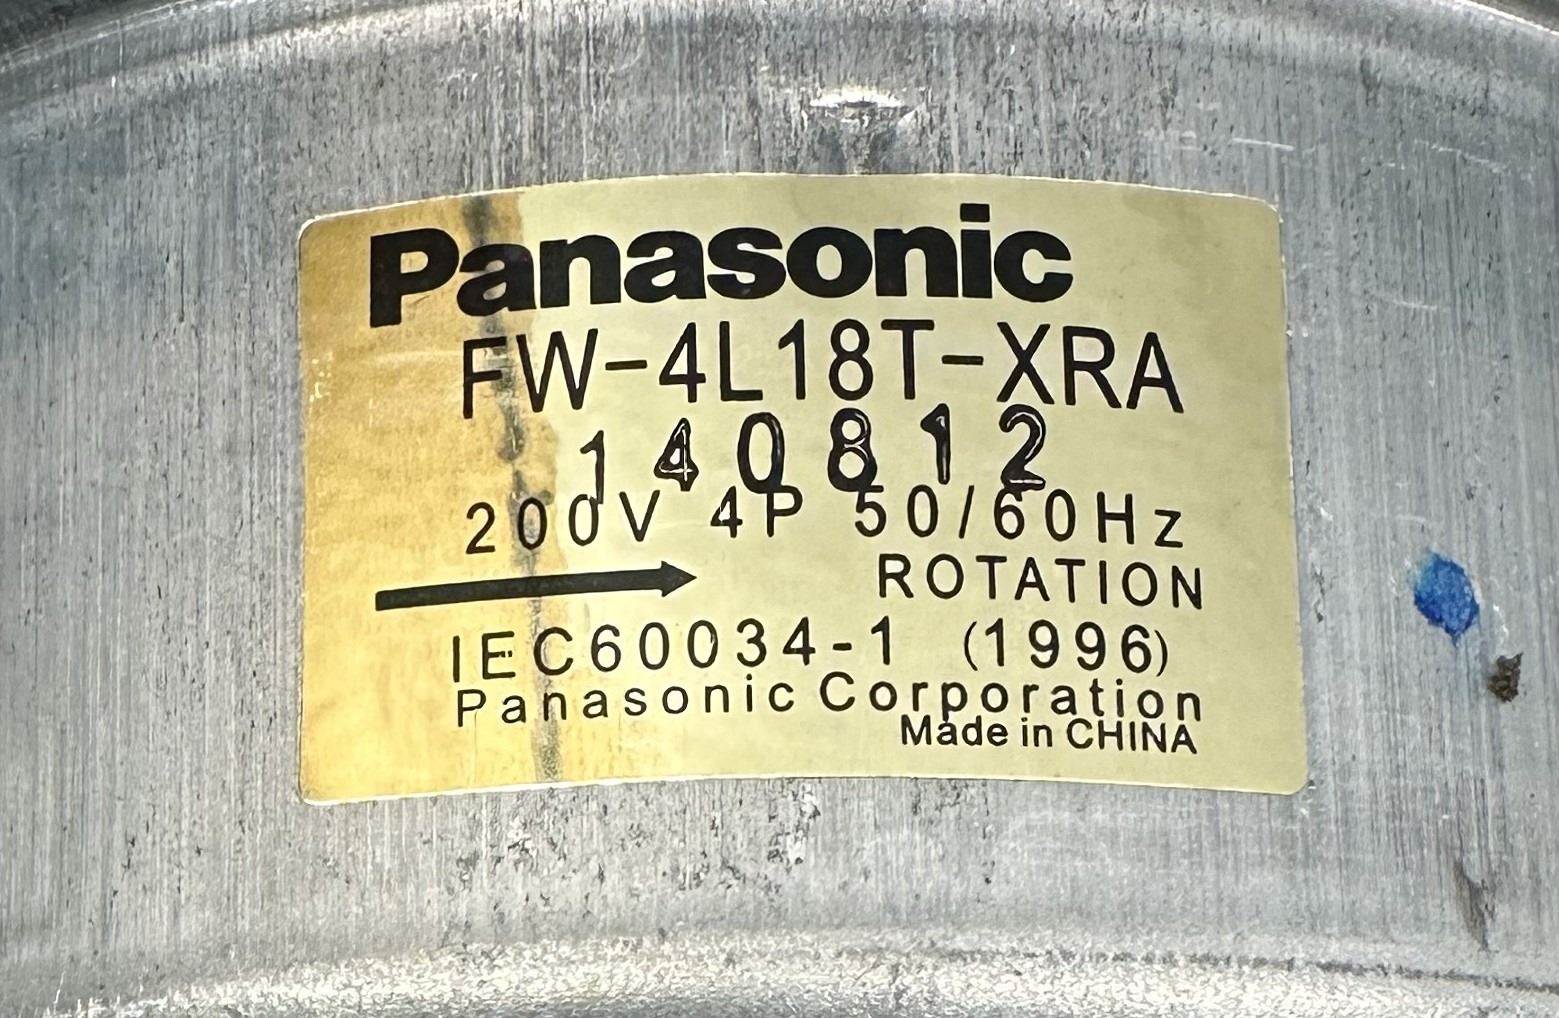 Panasonic
FW-4L18T-XRA
140812
200V 4P 50/60Hz
ROTATION
IEC60034-1 (1996)
Panasonic Corporation
Made in CHINA